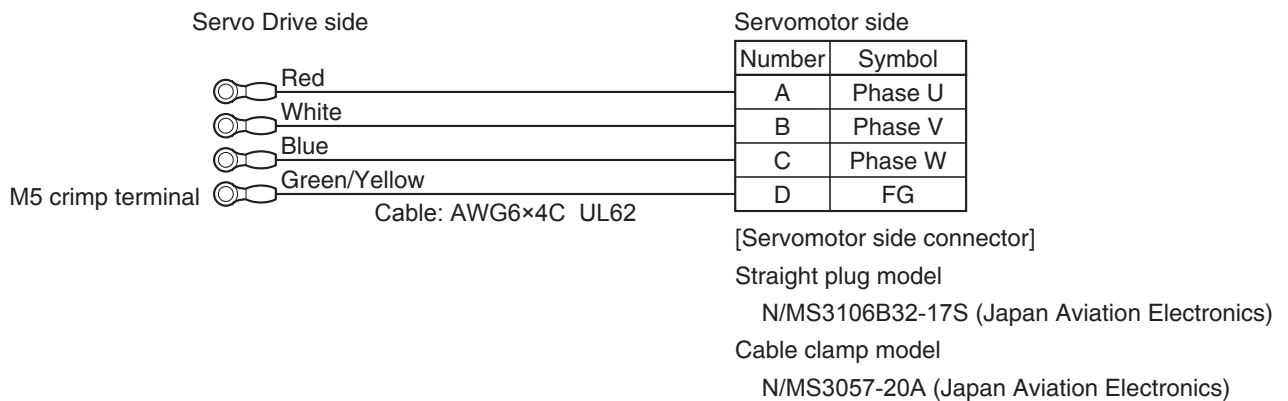 Servo Drive side
Servomotor side
Number Symbol
Red
A Phase U
White
B Phase V
Blue
C Phase W
Green/Yellow
M5 crimp terminal
D FG
Cable: AWG6×4C UL62
[Servomotor side connector]
Straight plug model
N/MS3106B32-17S (Japan Aviation Electronics)
Cable clamp model
N/MS3057-20A (Japan Aviation Electronics)